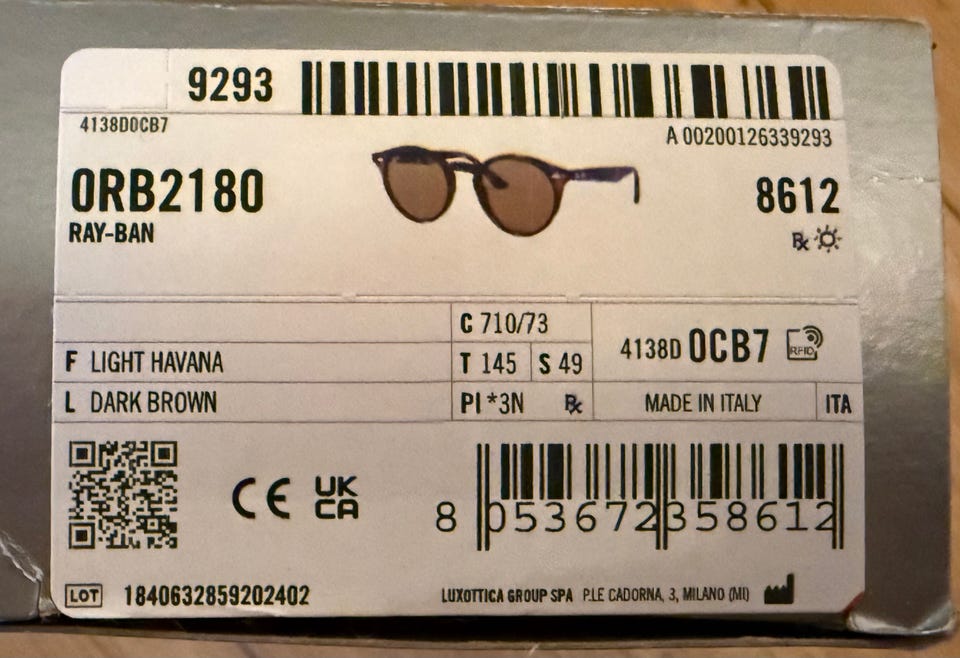 9293
4138D0CB7
A 00200126339293
0RB2180
8612
RAY-BAN
Rx
C 710/73
F LIGHT HAVANA
T 145 S 49
4138D 0CB7 RFID
L DARK BROWN
PI *3N Rx
MADE IN ITALY ITA
CE UK CA
8 053672 358612
LOT 1840632859202402
LUXOTTICA GROUP SPA P.LE CADORNA, 3, MILANO (MI)